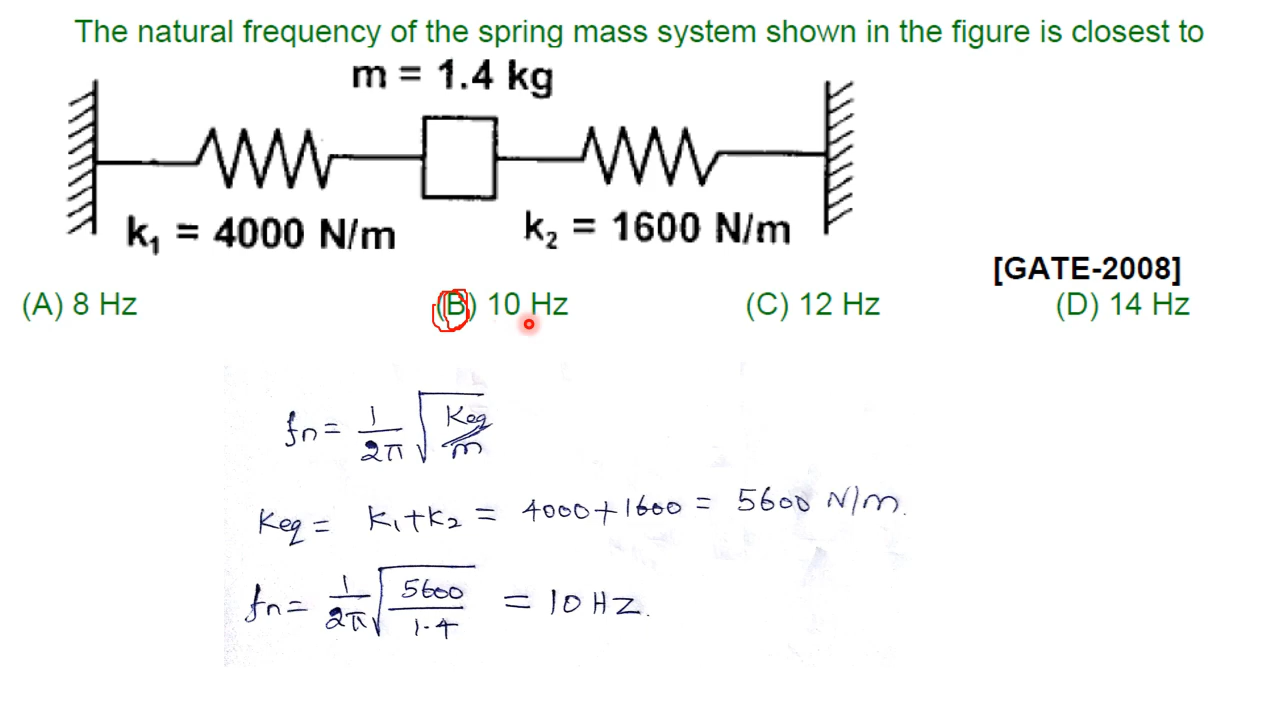 The natural frequency of the spring mass system shown in the figure is closest to
m = 1.4 kg
k₁ = 4000 N/m
k₂ = 1600 N/m
[GATE-2008]
(A) 8 Hz (B) 10 Hz (C) 12 Hz (D) 14 Hz
fn = 1/2π √(Keq/m)
Keq = K₁+K₂ = 4000+1600 = 5600 N/m.
fn = 1/2π √(5600/1.4) = 10 HZ.